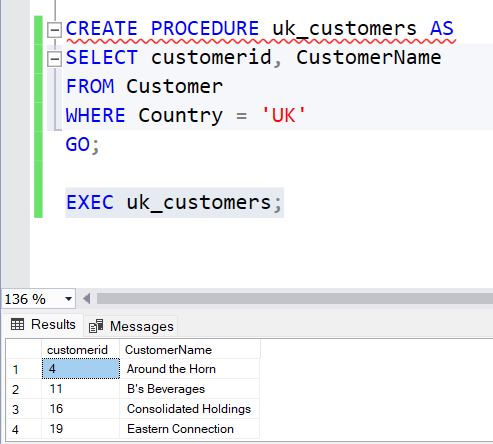 CREATE PROCEDURE uk_customers AS
SELECT customerid, CustomerName
FROM Customer
WHERE Country = 'UK'
GO;
EXEC uk_customers;
136 %
Results Messages
customerid CustomerName
1 4 Around the Horn
2 11 B's Beverages
3 16 Consolidated Holdings
4 19 Eastern Connection